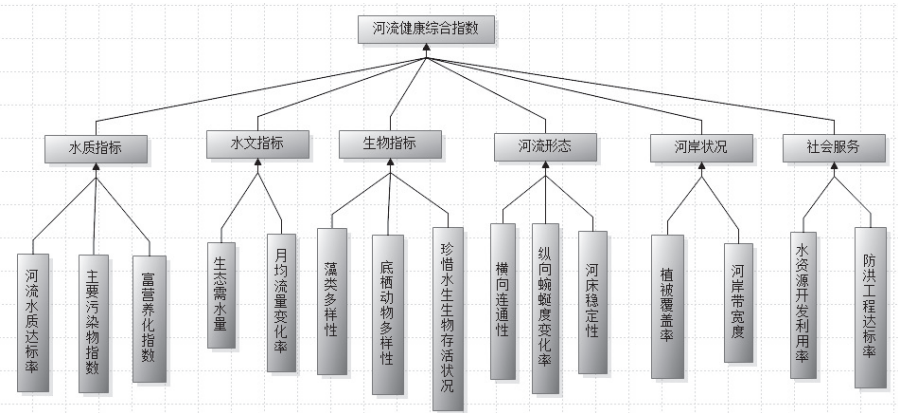 河流健康综合指数
水质指标
水文指标
生物指标
河流形态
河岸状况
社会服务
河流水质达标率
主要污染物指数
富营养化指数
生态需水量
月均流量变化率
藻类多样性
底栖动物多样性
珍惜水生生物存活状况
横向连通性
纵向蜿蜒度变化率
河床稳定性
植被覆盖率
河岸带宽度
水资源开发利用率
防洪工程达标率